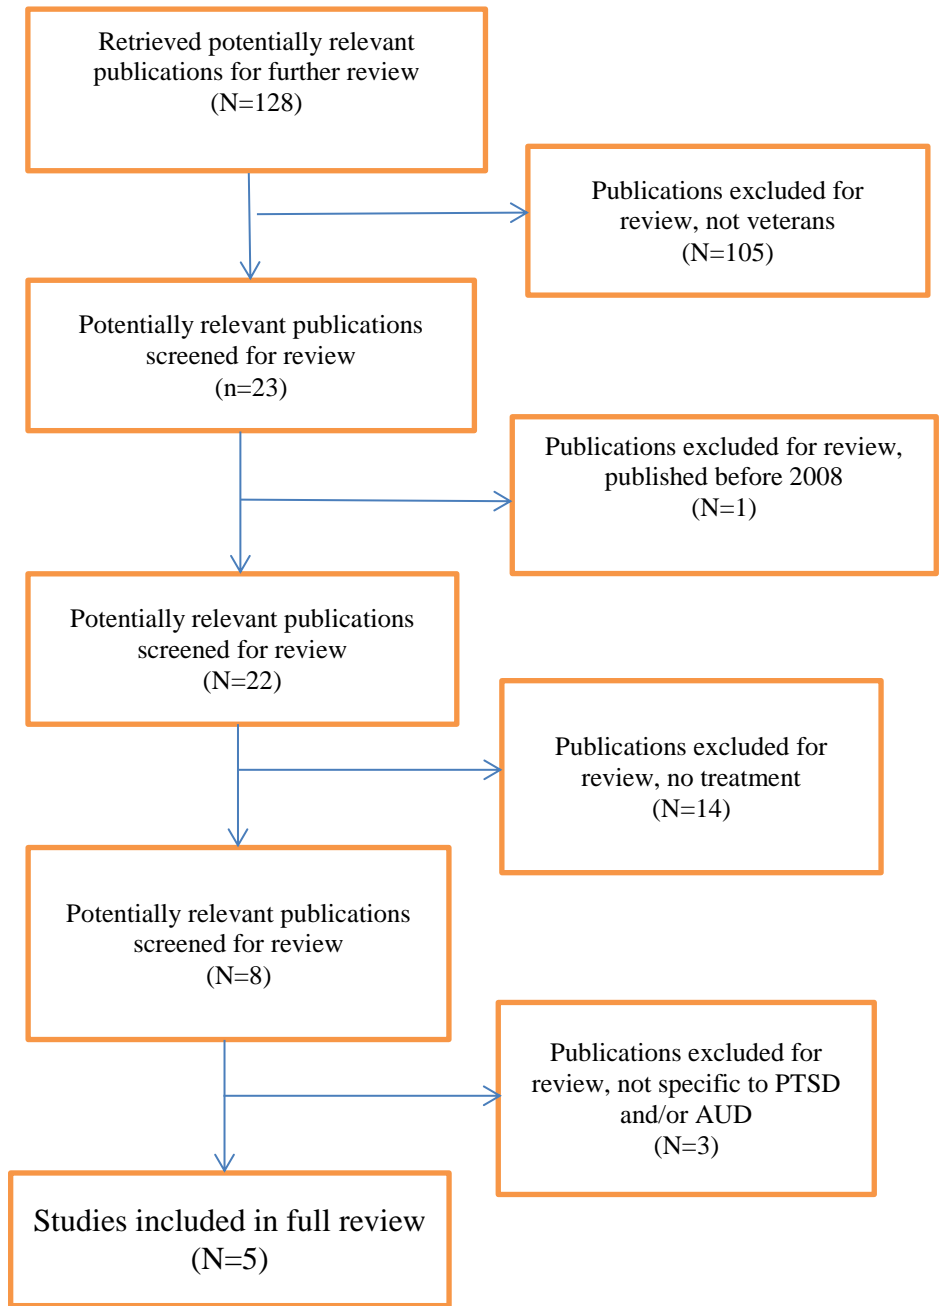 Retrieved potentially relevant
publications for further review
(N=128)
Publications excluded for
review, not veterans
(N=105)
Potentially relevant publications
screened for review
(n=23)
Publications excluded for review,
published before 2008
(N=1)
Potentially relevant publications
screened for review
(N=22)
Publications excluded for
review, no treatment
(N=14)
Potentially relevant publications
screened for review
(N=8)
Publications excluded for
review, not specific to PTSD
and/or AUD
(N=3)
Studies included in full review
(N=5)